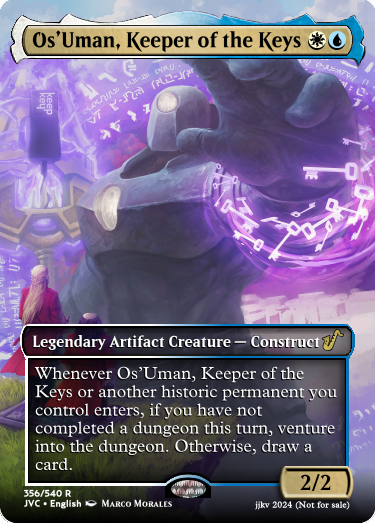 Os'Uman, Keeper of the Keys
keep
key
Legendary Artifact Creature — Construct
Whenever Os'Uman, Keeper of the
Keys or another historic permanent you
control enters, if you have not
completed a dungeon this turn, venture
into the dungeon. Otherwise, draw a
card.
2/2
356/540 R
JVC • English Marco Morales
jjkv 2024 (Not for sale)